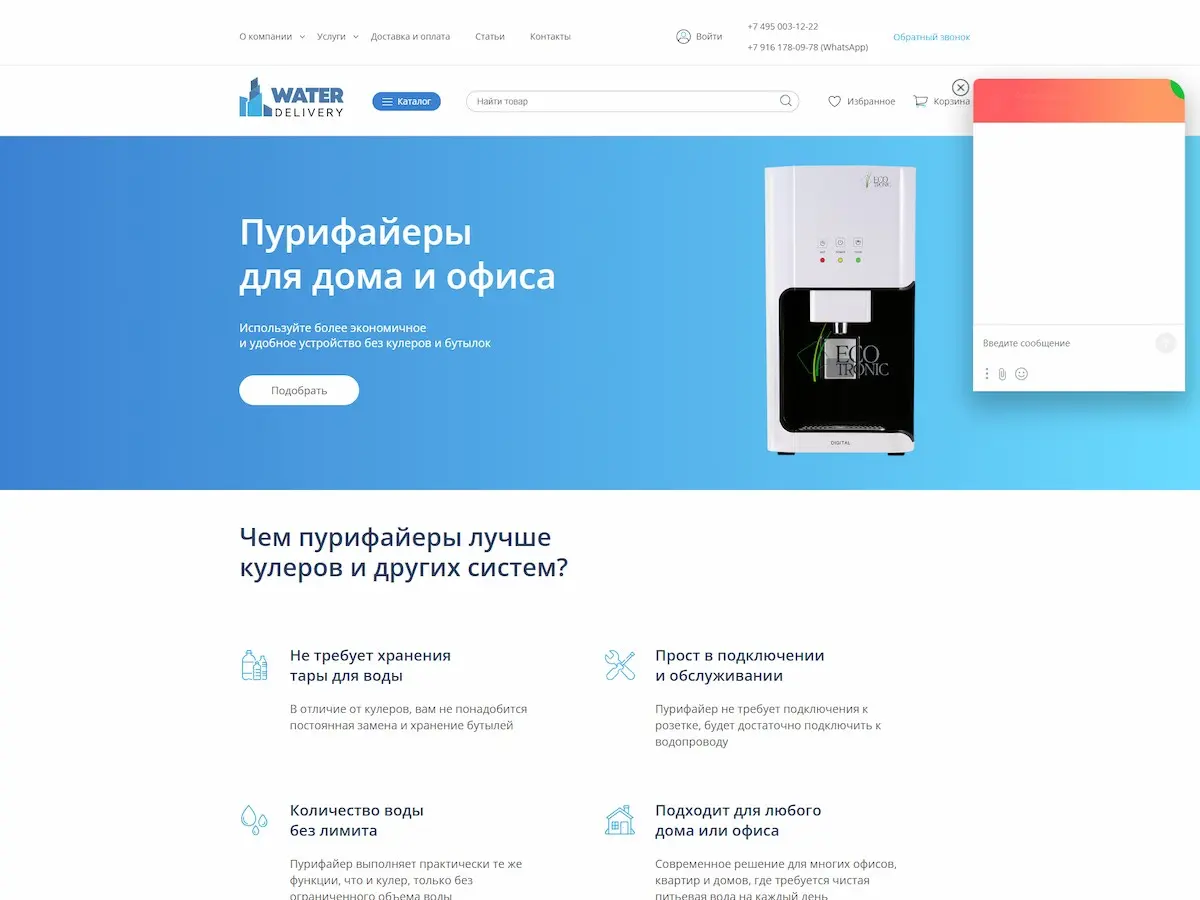 О компании
Услуги
Доставка и оплата
Статьи
Контакты
Войти
+7 495 003-12-22
+7 916 178-09-78 (WhatsApp)
Обратный звонок
WATER
DELIVERY
Каталог
Найти товар
Избранное
Корзина
Пурифайеры
для дома и офиса
Используйте более экономичное
и удобное устройство без кулеров и бутылок
Подобрать
ECO
TRONIC
ECO
TRONIC
DIGITAL
Введите сообщение
Чем пурифайеры лучше
кулеров и других систем?
Не требует хранения
тары для воды
В отличие от кулеров, вам не понадобится
постоянная замена и хранение бутылей
Прост в подключении
и обслуживании
Пурифайер не требует подключения к
розетке, будет достаточно подключить к
водопроводу
Количество воды
без лимита
Пурифайер выполняет практически те же
функции, что и кулер, только без
ограниченного объема воды
Подходит для любого
дома или офиса
Современное решение для многих офисов,
квартир и домов, где требуется чистая
питьевая вода на каждый день